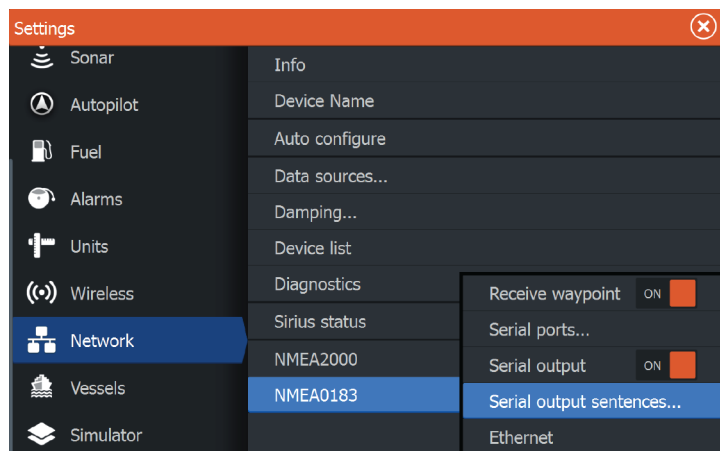 Settings
Sonar
Autopilot
Fuel
Alarms
Units
Wireless
Network
Vessels
Simulator
Info
Device Name
Auto configure
Data sources...
Damping...
Device list
Diagnostics
Sirius status
NMEA2000
NMEA0183
Receive waypoint ON
Serial ports...
Serial output ON
Serial output sentences...
Ethernet